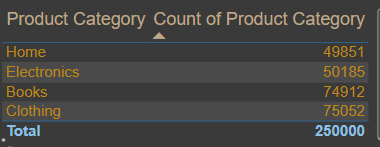 Product Category Count of Product Category
Home 49851
Electronics 50185
Books 74912
Clothing 75052
Total 250000